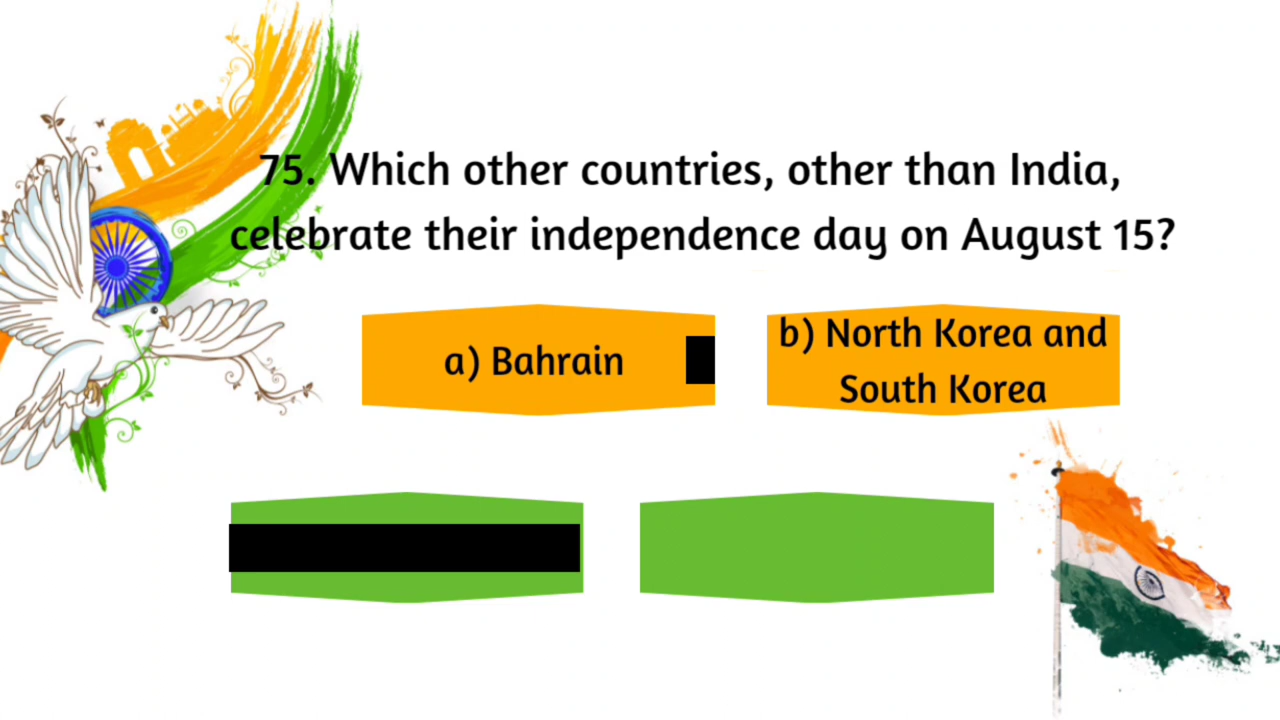 75. Which other countries, other than India,
celebrate their independence day on August 15?
a) Bahrain
b) North Korea and
South Korea